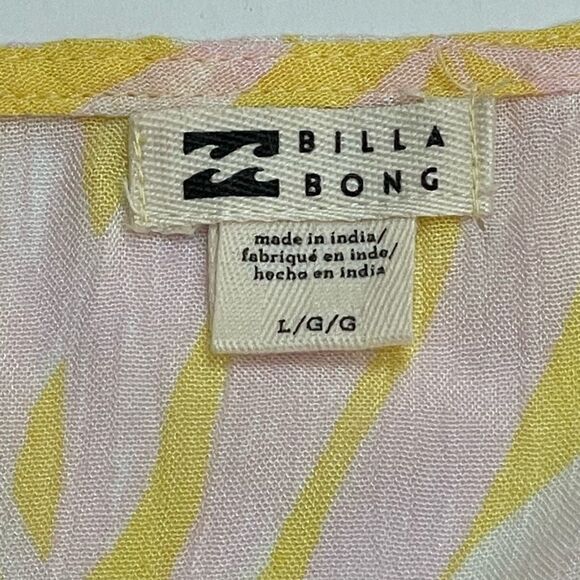 BILLA
BONG
made in india/
fabriqué en inde/
hecho en india
L/G/G